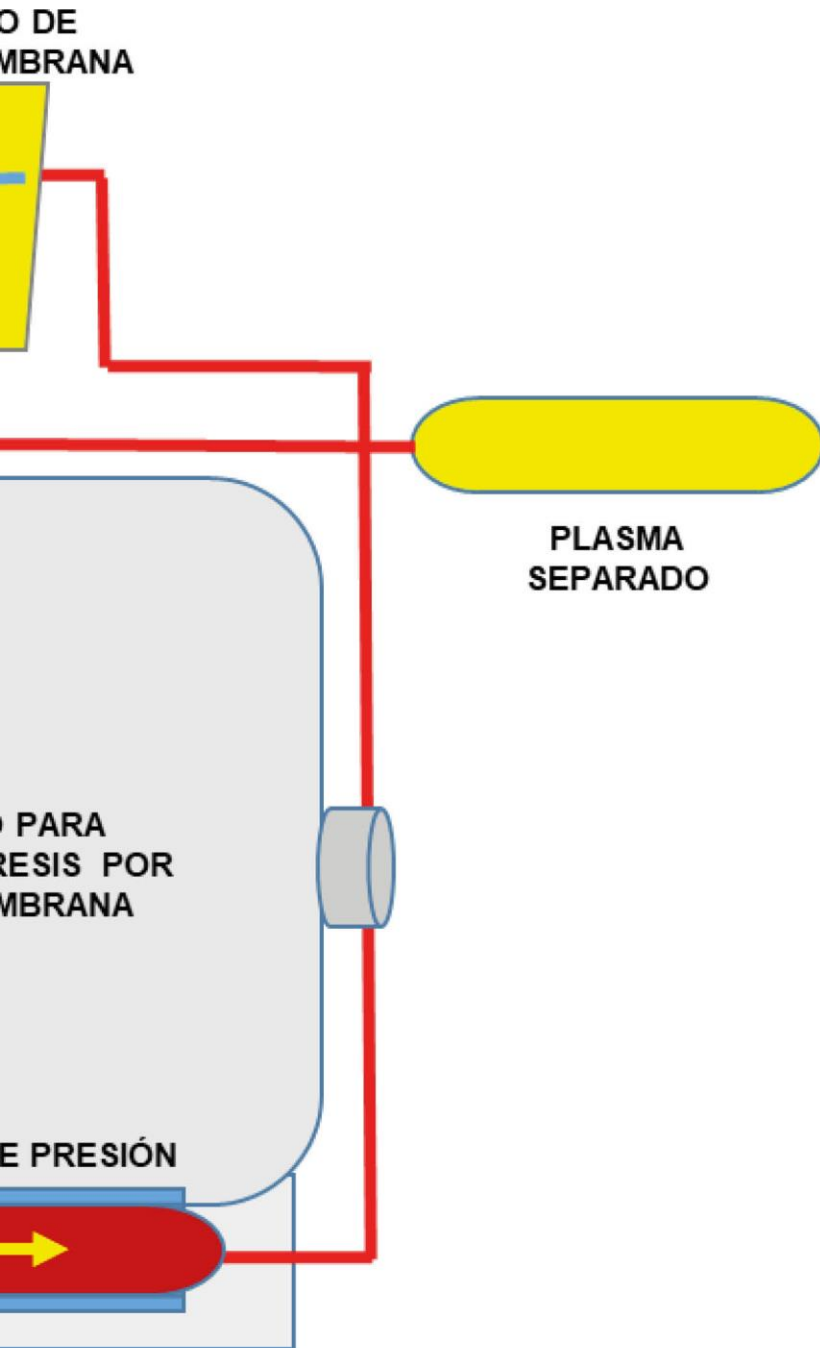 O DE
MBRANA
PLASMA
SEPARADO
O PARA
RESIS POR
MBRANA
E PRESIÓN